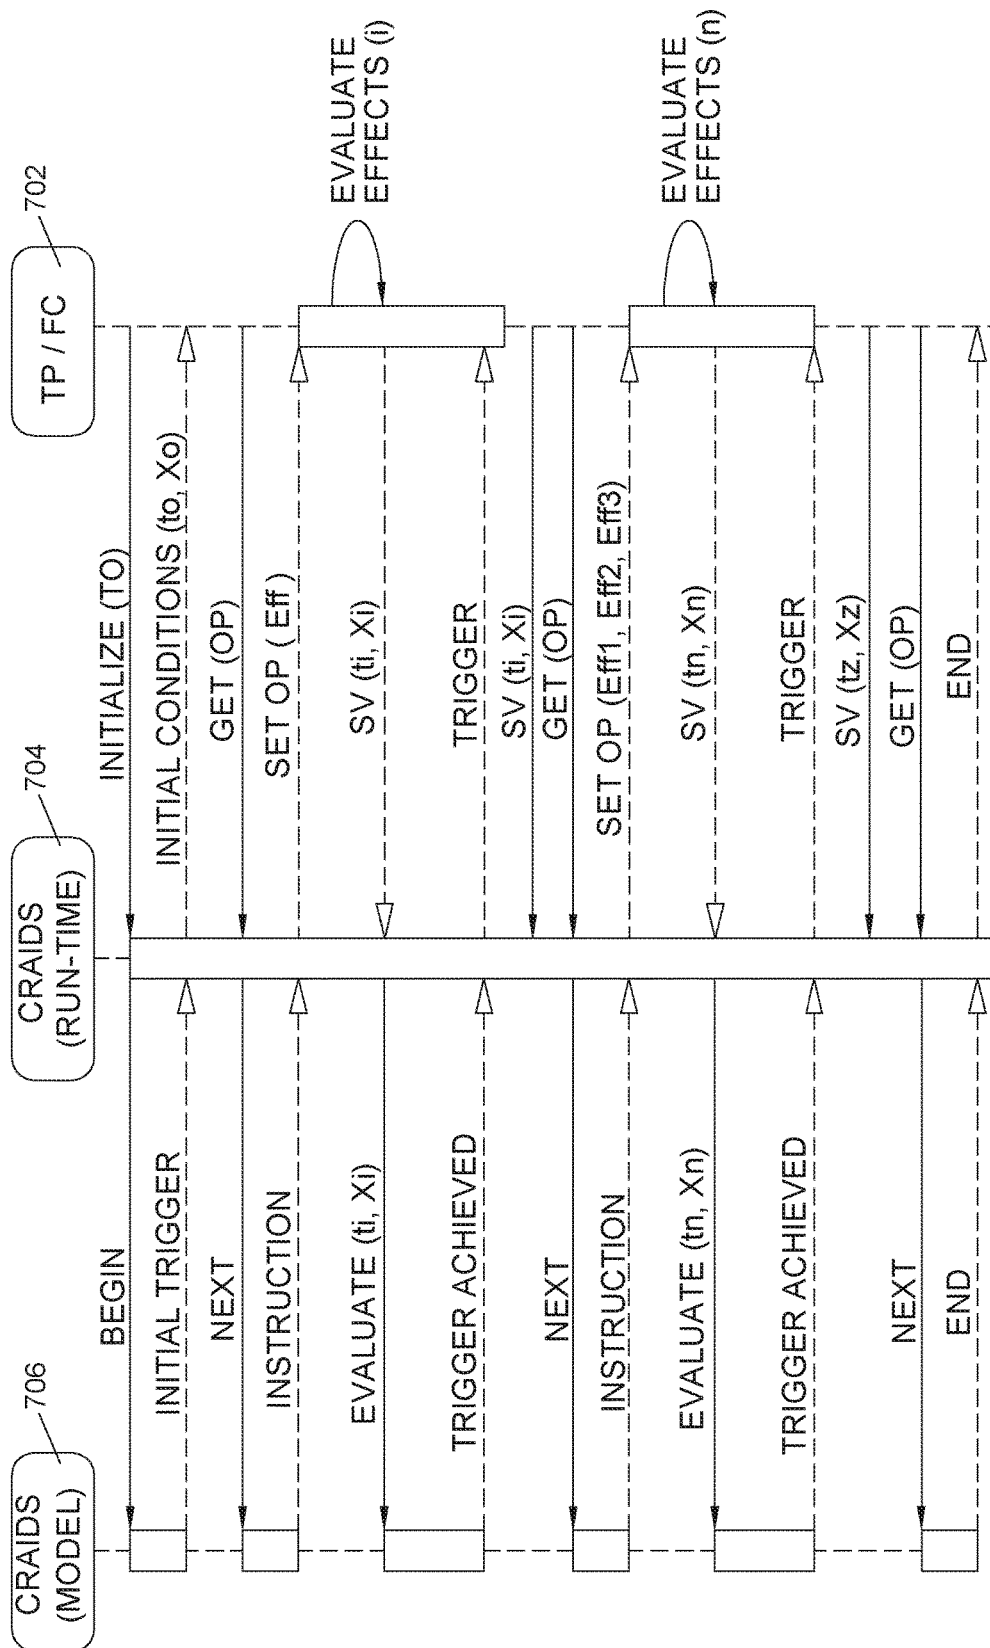 CRAIDS
(MODEL)
706
CRAIDS
(RUN-TIME)
704
TP / FC
702
BEGIN
INITIALIZE (TO)
INITIAL TRIGGER
INITIAL CONDITIONS (to, Xo)
NEXT
GET (OP)
INSTRUCTION
SET OP ( Eff )
EVALUATE
EFFECTS (i)
EVALUATE (ti, Xi)
SV (ti, Xi)
TRIGGER ACHIEVED
TRIGGER
SV (ti, Xi)
NEXT
GET (OP)
INSTRUCTION
SET OP (Eff1, Eff2, Eff3)
EVALUATE
EFFECTS (n)
EVALUATE (tn, Xn)
SV (tn, Xn)
TRIGGER ACHIEVED
TRIGGER
SV (tz, Xz)
NEXT
GET (OP)
END
END